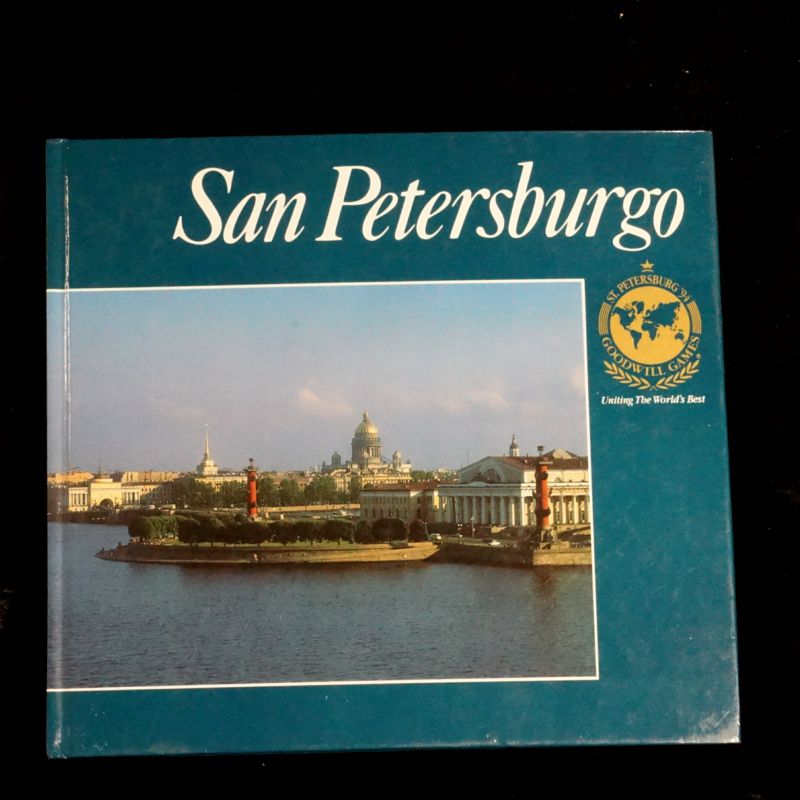 San Petersburgo
ST. PETERSBURG '94
GOODWILL GAMES
Uniting The World's Best